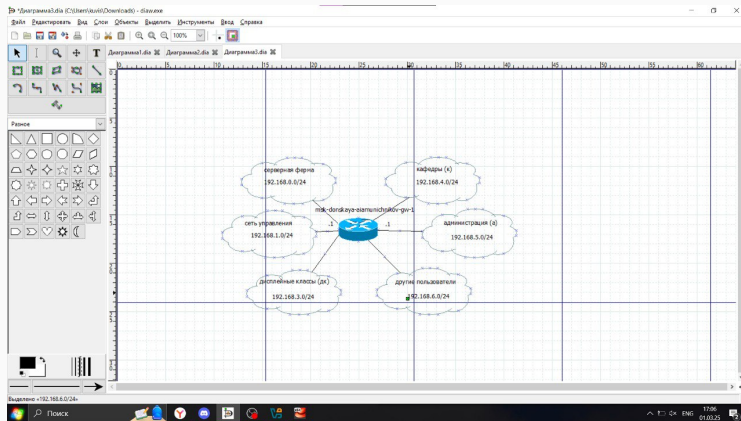 *Диаграмма3.dia (C:\Users\kuvis\Downloads) - diaw.exe
Файл Редактировать Вид Слои Объекты Выделить Инструменты Ввод Справка
100%
T
Диаграмма1.dia Диаграмма2.dia Диаграмма3.dia
Разное
серверная ферма
192.168.0.0/24
кафедры (к)
192.168.4.0/24
msk-donskaya-aiamunichnikov-gw-1
сеть управления
192.168.1.0/24
.1
.1
администрация (а)
192.168.5.0/24
дисплейные классы (дк)
192.168.3.0/24
другие пользователи
192.168.6.0/24
Выделено «192.168.6.0/24»
Поиск
ENG
17:06
01.03.25